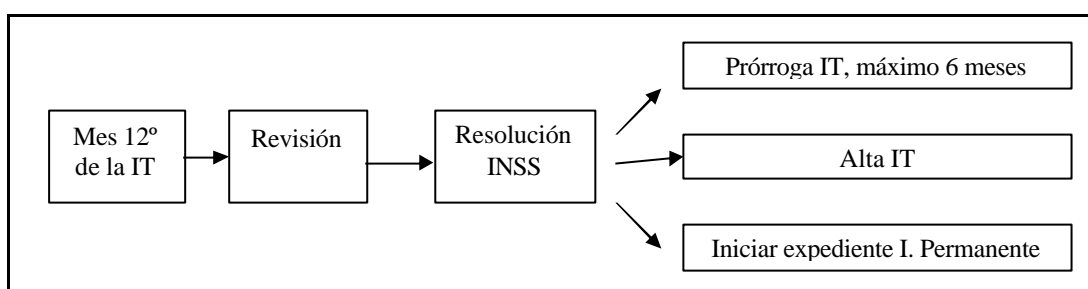 Mes 12º
de la IT
Revisión
Resolución
INSS
Prórroga IT, máximo 6 meses
Alta IT
Iniciar expediente I. Permanente